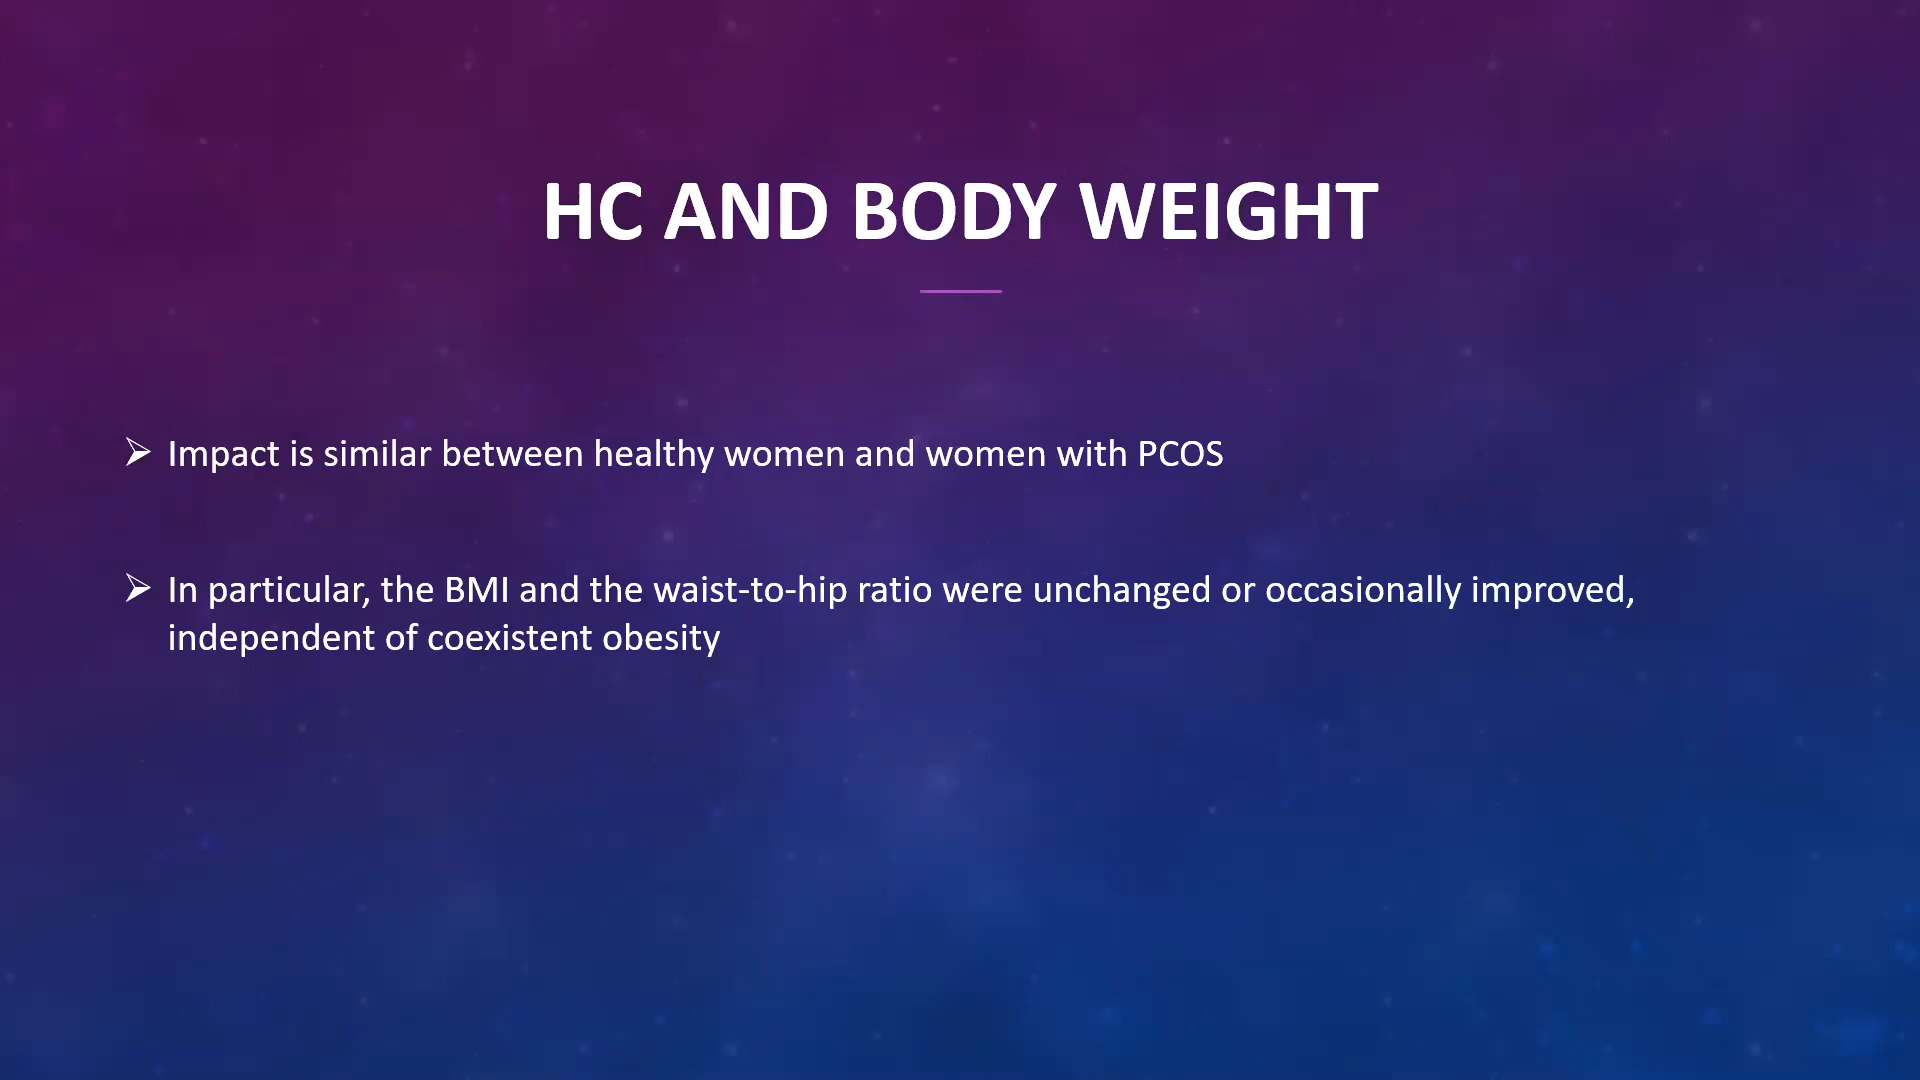 HC AND BODY WEIGHT
➢ Impact is similar between healthy women and women with PCOS
➢ In particular, the BMI and the waist-to-hip ratio were unchanged or occasionally improved,
independent of coexistent obesity